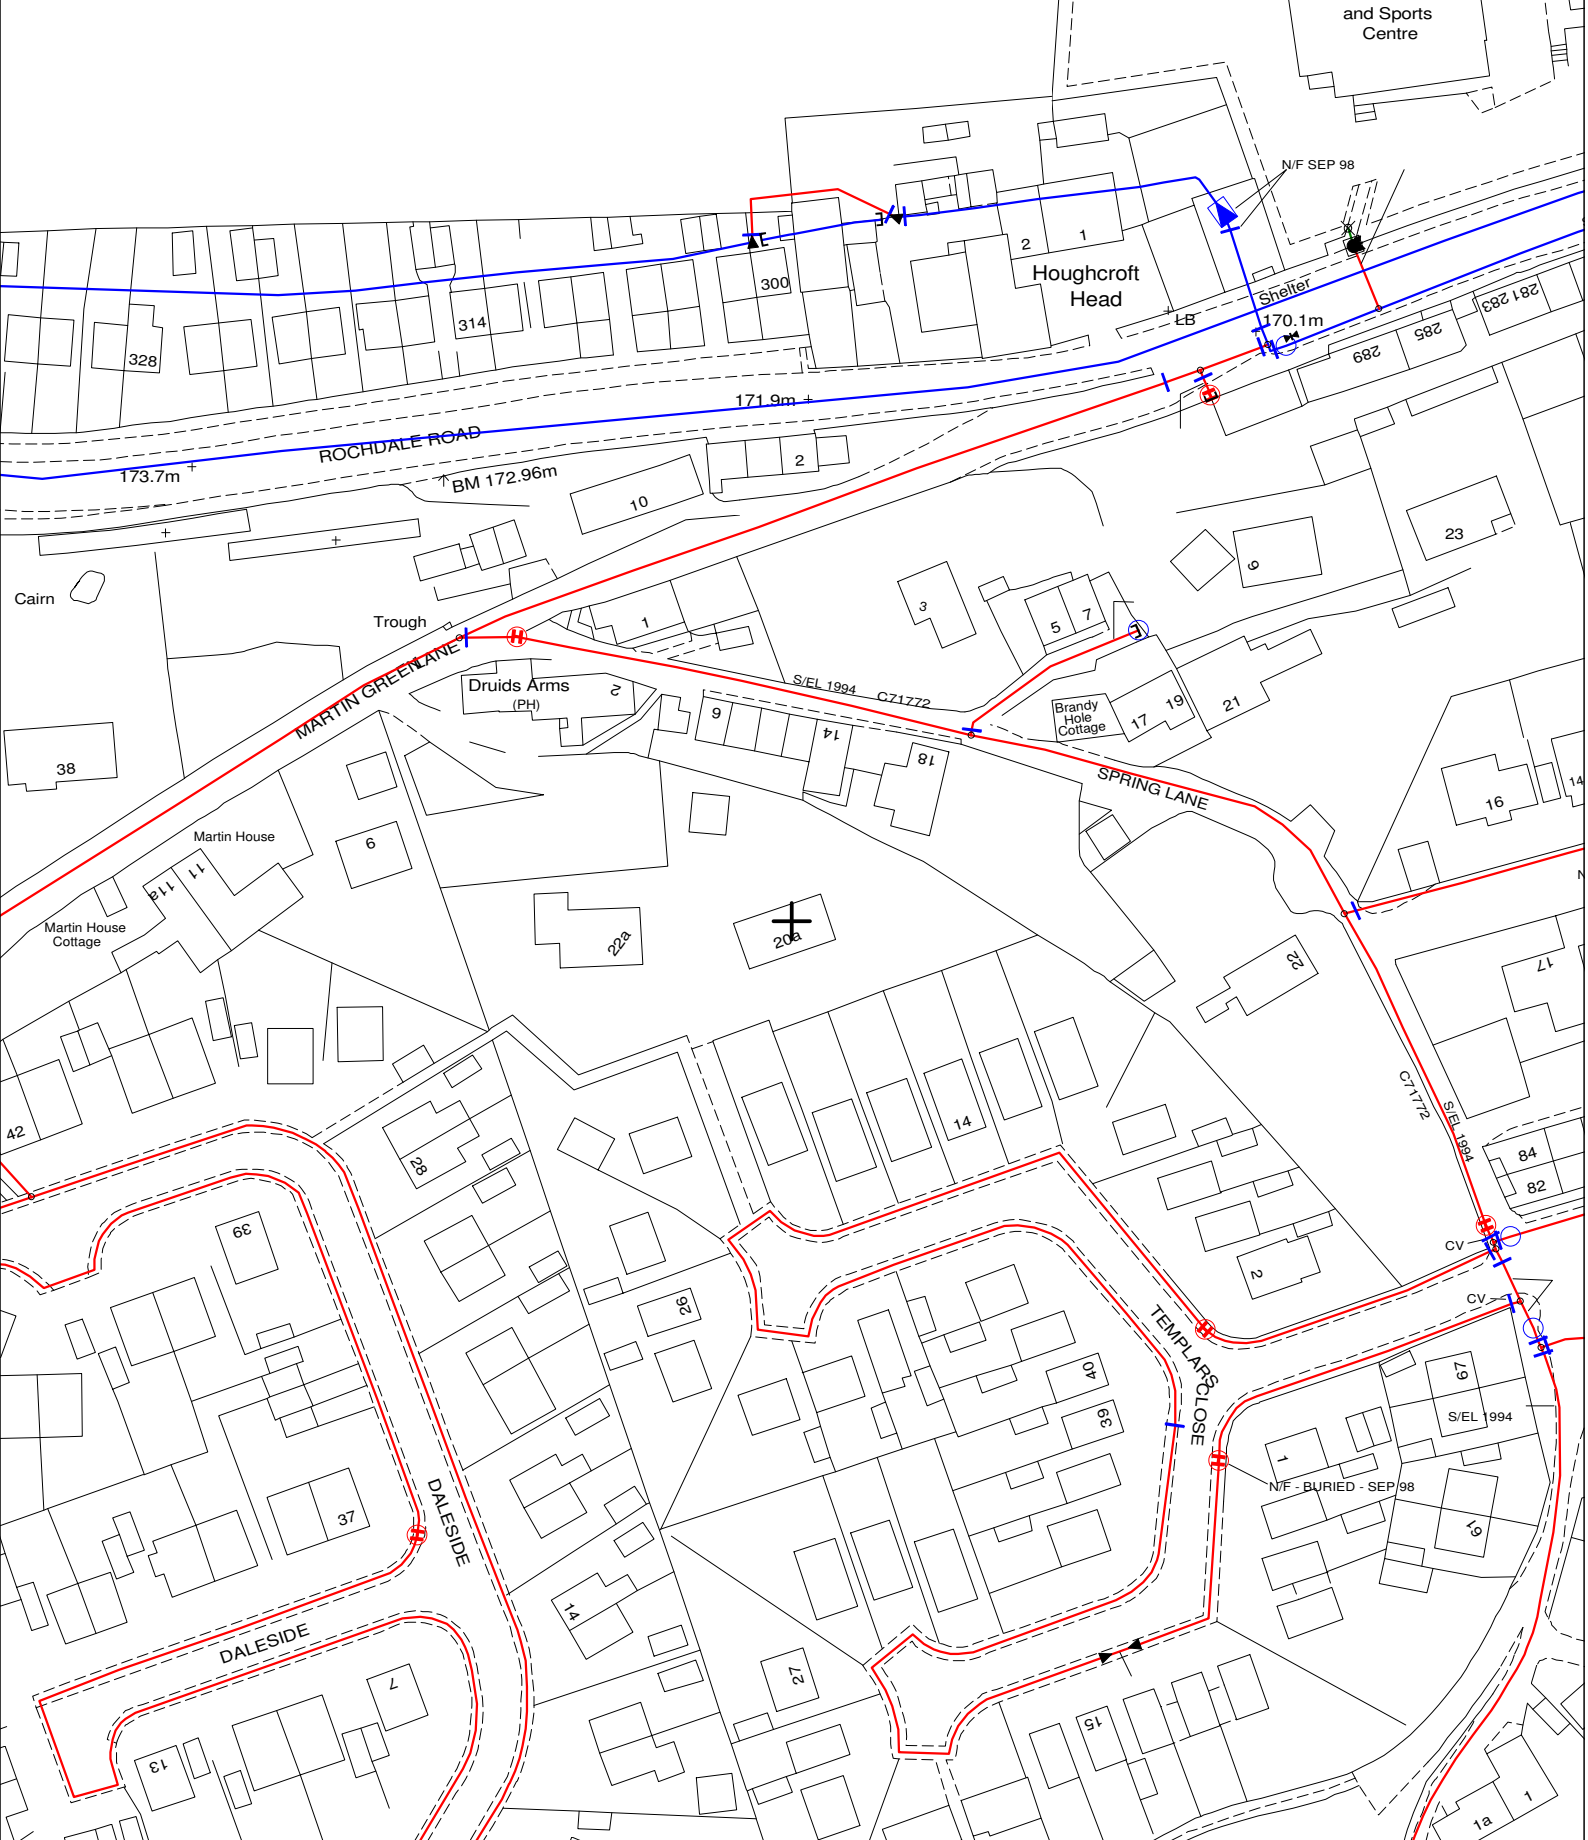 and Sports
Centre
N/F SEP 98
2
1
Houghcroft
Head
Shelter
LB
170.1m
300
314
328
281
283
285
289
171.9m
ROCHDALE ROAD
173.7m
BM 172.96m
2
10
23
9
Cairn
Trough
1
3
5
7
MARTIN GREEN LANE
Druids Arms
(PH)
2
S/EL 1994
C71772
9
14
18
Brandy
Hole
Cottage
17
19
21
38
SPRING LANE
16
14
Martin House
6
11
11a
Martin House
Cottage
22a
20a
22
17
C71772
S/EL 1994
42
28
14
84
82
CV
39
26
2
CV
TEMPLARS
CLOSE
40
39
67
S/EL 1994
1
N/F - BURIED - SEP 98
61
37
DALESIDE
14
DALESIDE
27
7
13
15
1a
1